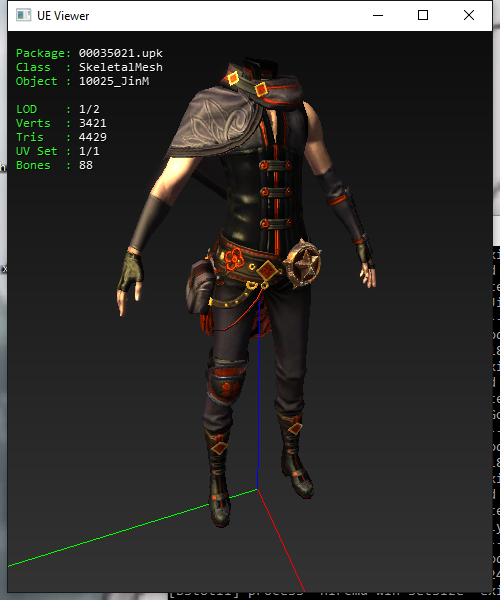 UE Viewer
Package: 00035021.upk
Class : SkeletalMesh
Object : 10025_JinM
LOD : 1/2
Verts : 3421
Tris : 4429
UV Set : 1/1
Bones : 88